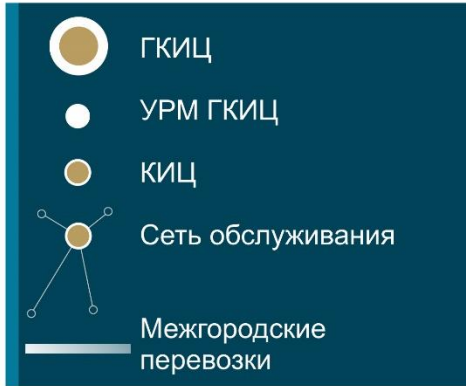 ГКИЦ
УРМ ГКИЦ
КИЦ
Сеть обслуживания
Межгородские
перевозки